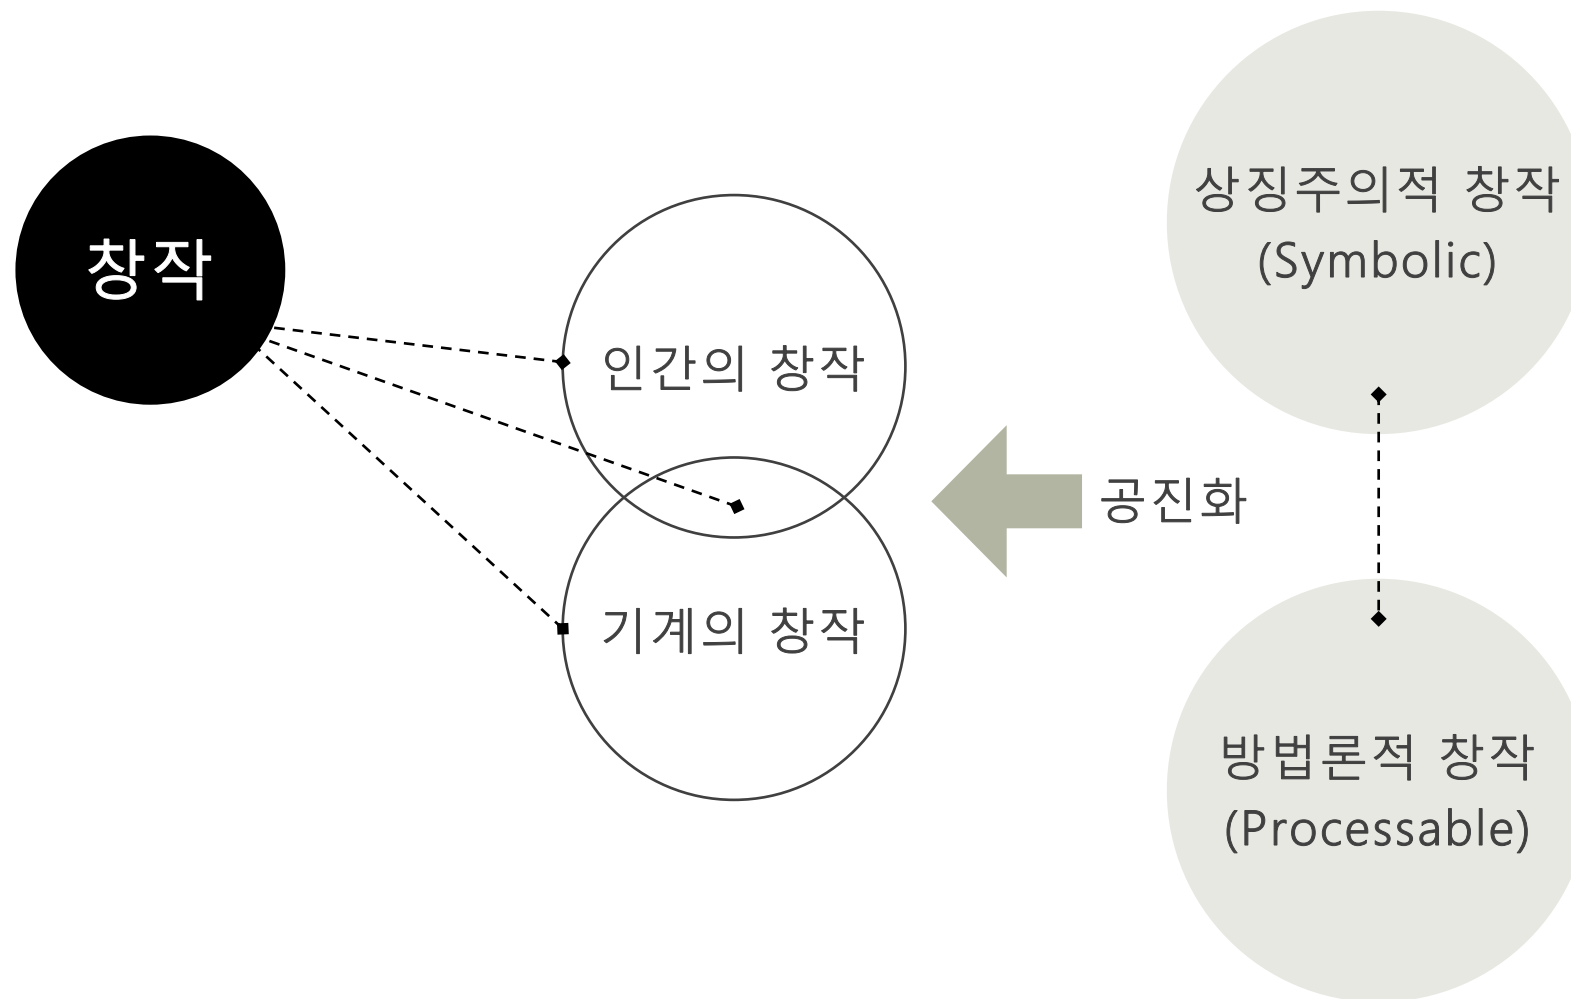 창작
인간의 창작
기계의 창작
공진화
상징주의적 창작
(Symbolic)
방법론적 창작
(Processable)